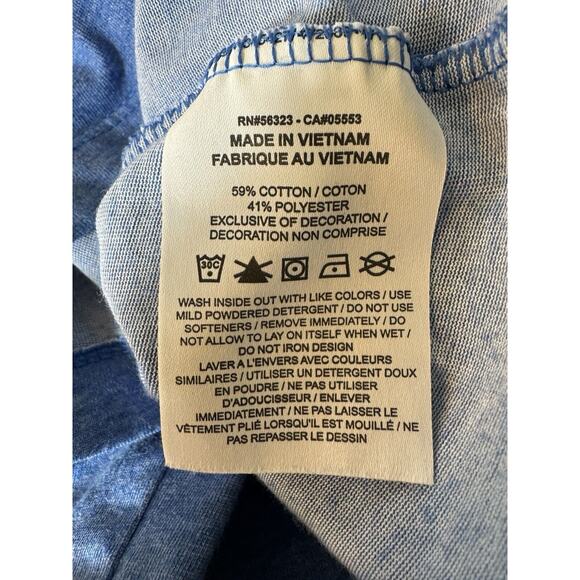 RN#56323 - CA#05553
MADE IN VIETNAM
FABRIQUE AU VIETNAM
59% COTTON / COTON
41% POLYESTER
EXCLUSIVE OF DECORATION /
DECORATION NON COMPRISE
30C
WASH INSIDE OUT WITH LIKE COLORS / USE
MILD POWDERED DETERGENT / DO NOT USE
SOFTENERS / REMOVE IMMEDIATELY / DO
NOT ALLOW TO LAY ON ITSELF WHEN WET /
DO NOT IRON DESIGN
LAVER A L'ENVERS AVEC COULEURS
SIMILAIRES / UTILISER UN DETERGENT DOUX
EN POUDRE / NE PAS UTILISER
D'ADOUCISSEUR / ENLEVER
IMMEDIATEMENT / NE PAS LAISSER LE
VÊTEMENT PLIÉ LORSQU'IL EST MOUILLÉ / NE
PAS REPASSER LE DESSIN